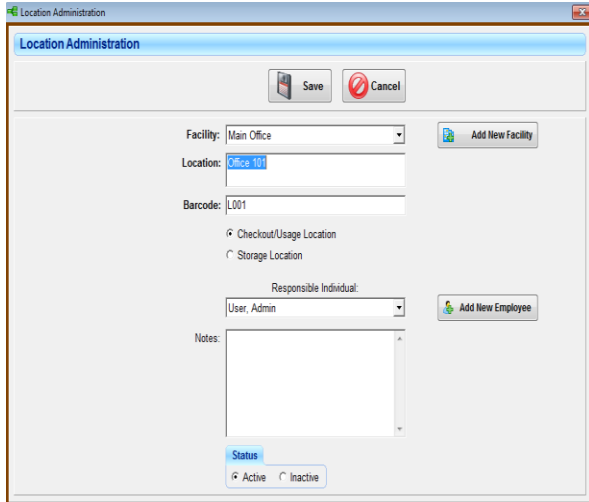 Location Administration
Location Administration
Save Cancel
Facility: Main Office Add New Facility
Location: Office 101
Barcode: L001
Checkout/Usage Location
Storage Location
Responsible Individual:
User, Admin Add New Employee
Notes:
Status
Active Inactive